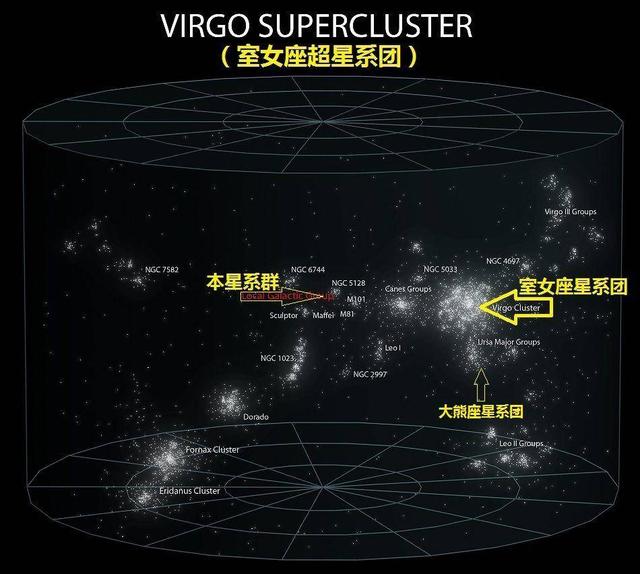 VIRGO SUPERCLUSTER
（室女座超星系团）
Virgo III Groups
NGC 7582
NGC 6744
NGC 5033
NGC 4697
本星系群
Local Galactic Group
NGC 5128
Canes Groups
室女座星系团
M101
Virgo Cluster
Sculptor
Maffei
M81
Ursa Major Groups
NGC 1023
Leo I
NGC 2997
大熊座星系团
Dorado
Leo II Groups
Fornax Cluster
Eridanus Cluster